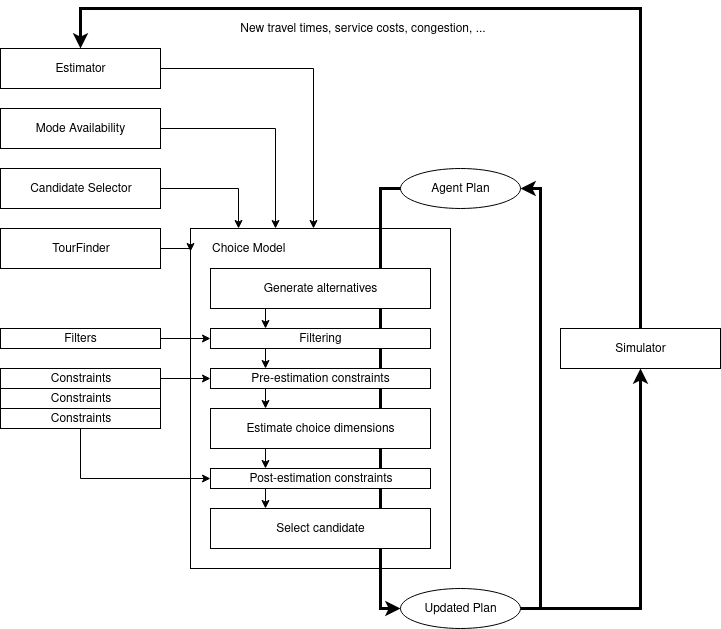 New travel times, service costs, congestion, ...
Estimator
Mode Availability
Candidate Selector
Agent Plan
TourFinder
Choice Model
Generate alternatives
Filters
Filtering
Simulator
Constraints
Pre-estimation constraints
Constraints
Constraints
Estimate choice dimensions
Post-estimation constraints
Select candidate
Updated Plan